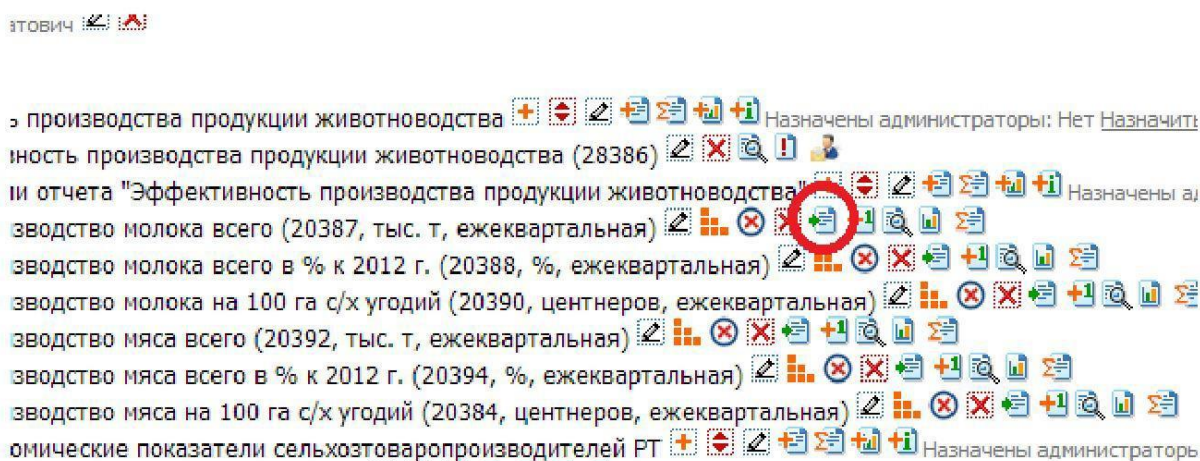 атович
ь производства продукции животноводства Назначены администраторы: Нет Назначить
ность производства продукции животноводства (28386)
ии отчета "Эффективность производства продукции животноводства" Назначены ад
зводство молока всего (20387, тыс. т, ежеквартальная)
зводство молока всего в % к 2012 г. (20388, %, ежеквартальная)
зводство молока на 100 га с/х угодий (20390, центнеров, ежеквартальная)
зводство мяса всего (20392, тыс. т, ежеквартальная)
зводство мяса всего в % к 2012 г. (20394, %, ежеквартальная)
зводство мяса на 100 га с/х угодий (20384, центнеров, ежеквартальная)
омические показатели сельхозтоваропроизводителей РТ Назначены администраторы